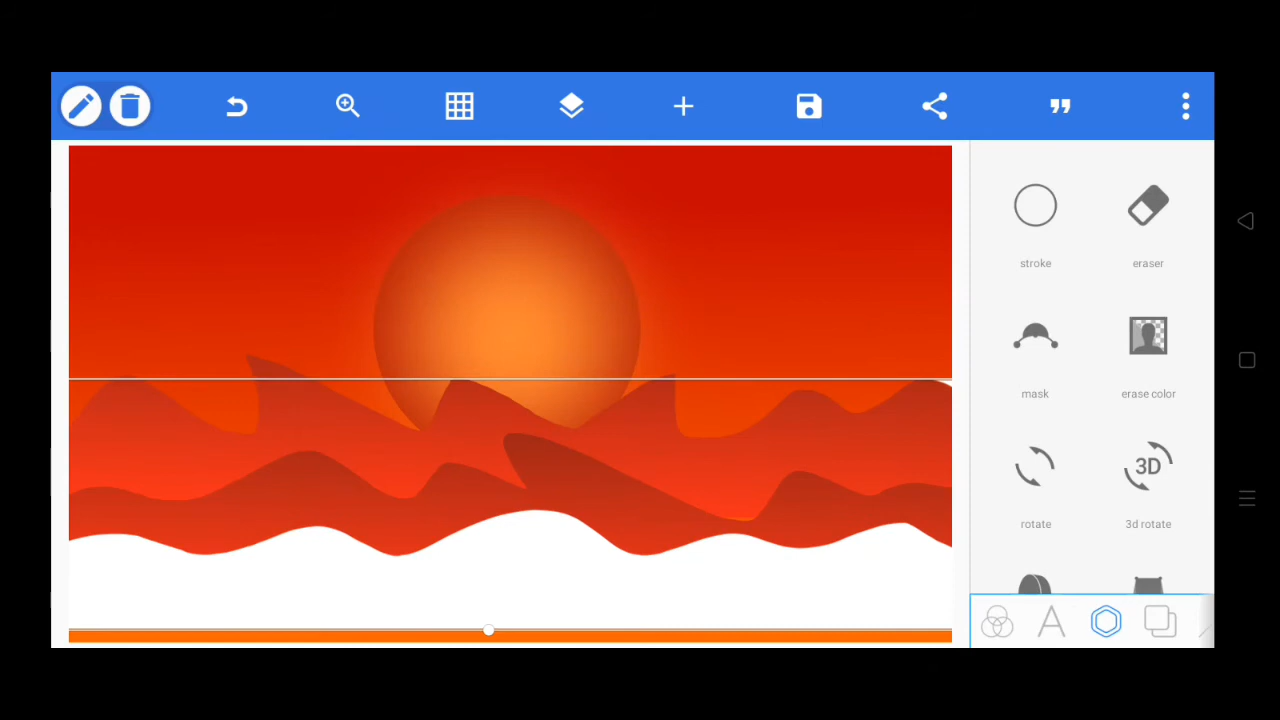 stroke
eraser
mask
erase color
rotate
3D
3d rotate